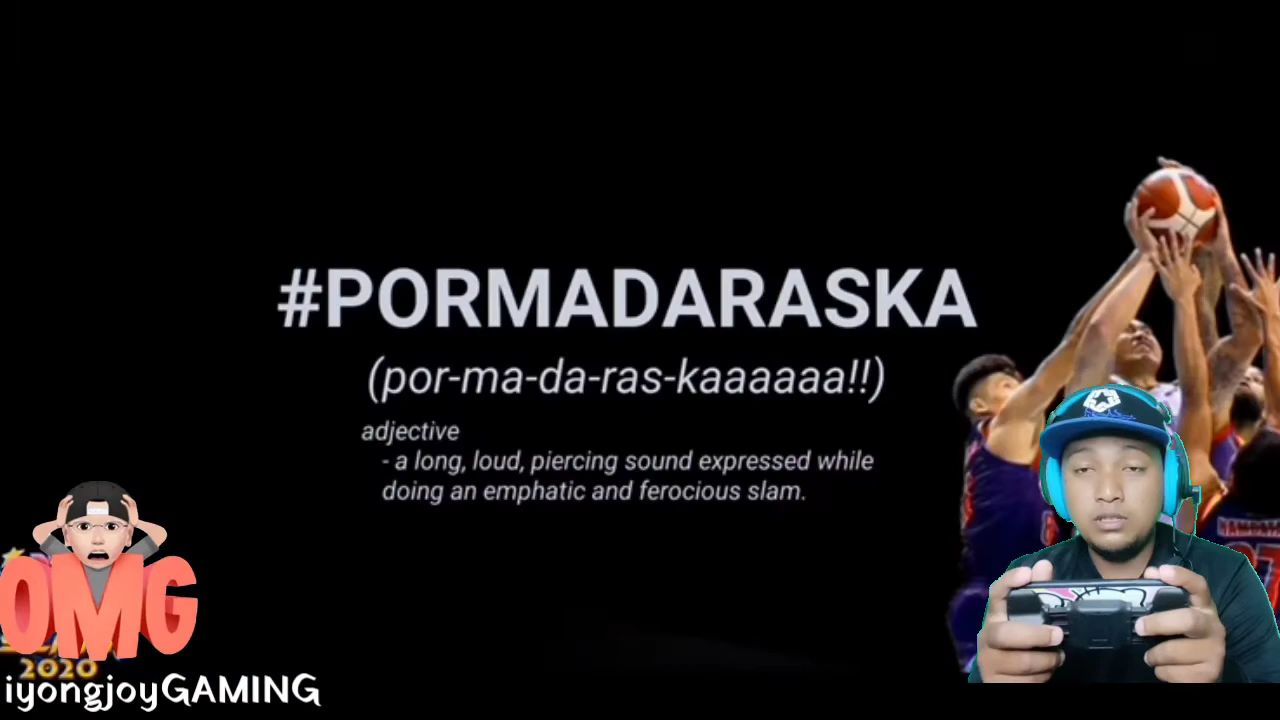 #PORMADARASKA
(por-ma-da-ras-kaaaaaa!!)
adjective
- a long, loud, piercing sound expressed while
doing an emphatic and ferocious slam.
OMG
2020
iyongjoyGAMING